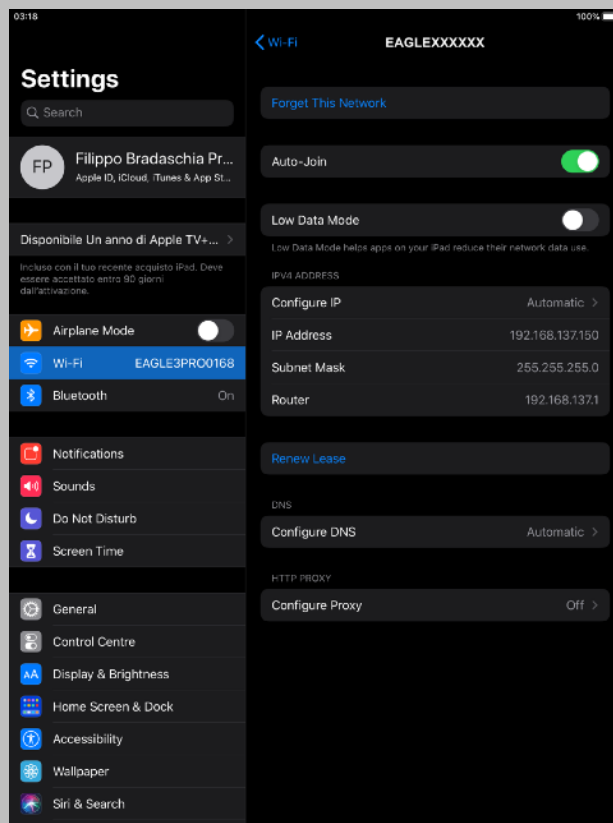 03:18
100%
Settings
Search
FP
Filippo Bradaschia Pr...
Apple ID, iCloud, iTunes & App St...
Disponibile Un anno di Apple TV+...
Incluso con il tuo recente acquisto iPad. Deve
essere accettato entro 90 giorni
dall'attivazione.
Airplane Mode
Wi-Fi EAGLE3PRO0168
Bluetooth On
Notifications
Sounds
Do Not Disturb
Screen Time
General
Control Centre
AA Display & Brightness
Home Screen & Dock
Accessibility
Wallpaper
Siri & Search
Wi-Fi
EAGLEXXXXXX
Forget This Network
Auto-Join
Low Data Mode
Low Data Mode helps apps on your iPad reduce their network data use.
IPV4 ADDRESS
Configure IP Automatic
IP Address 192.168.137.150
Subnet Mask 255.255.255.0
Router 192.168.137.1
Renew Lease
DNS
Configure DNS Automatic
HTTP PROXY
Configure Proxy Off